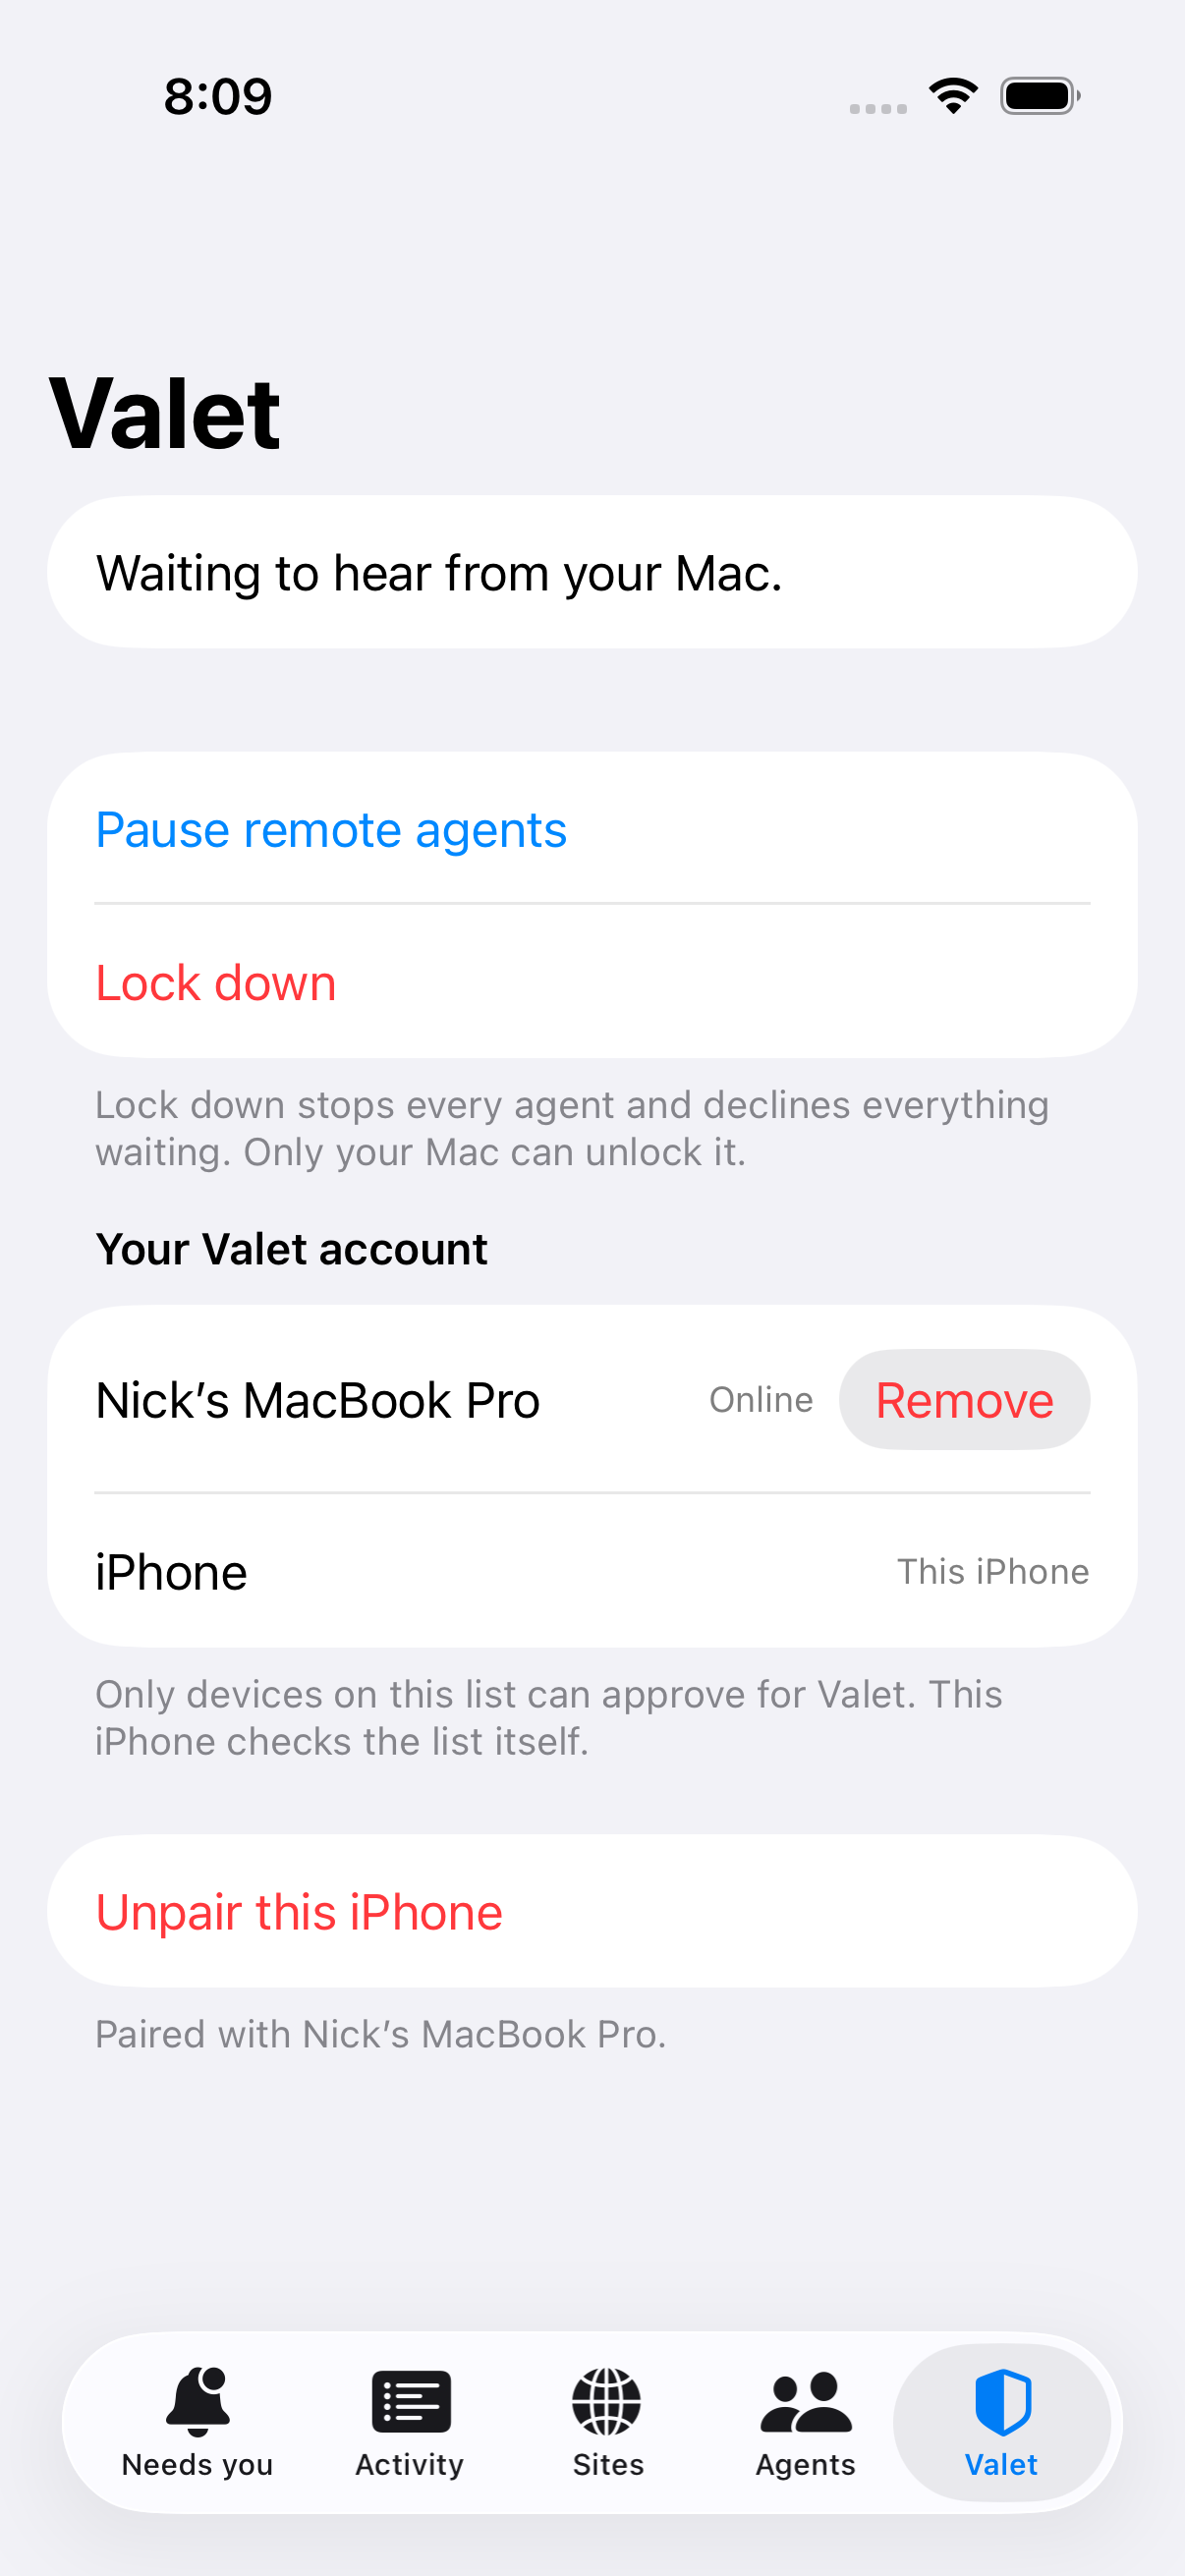 8:09
Valet
Waiting to hear from your Mac.
Pause remote agents
Lock down
Lock down stops every agent and declines everything
waiting. Only your Mac can unlock it.
Your Valet account
Nick’s MacBook Pro Online Remove
iPhone This iPhone
Only devices on this list can approve for Valet. This
iPhone checks the list itself.
Unpair this iPhone
Paired with Nick’s MacBook Pro.
Needs you Activity Sites Agents Valet